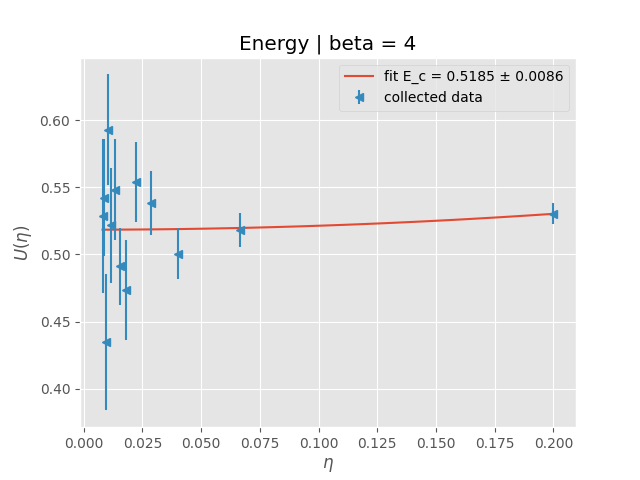 Energy | beta = 4
fit E_c = 0.5185 ± 0.0086
collected data
0.60
0.55
0.50
0.45
0.40
U(η)
0.000 0.025 0.050 0.075 0.100 0.125 0.150 0.175 0.200
η